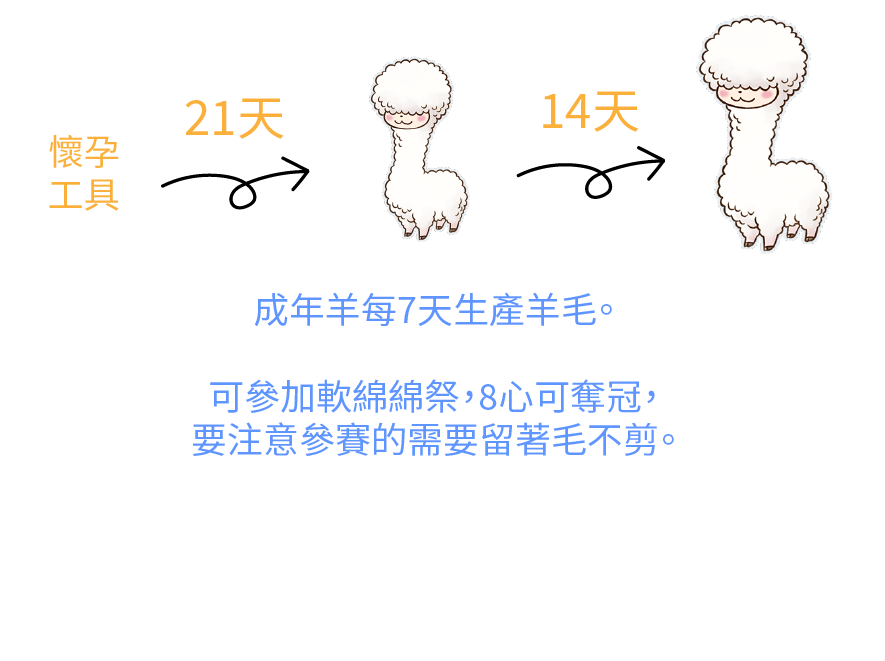 懷孕
工具
21天
14天
成年羊每7天生產羊毛。
可參加軟綿綿祭，8心可奪冠，
要注意參賽的需要留著毛不剪。